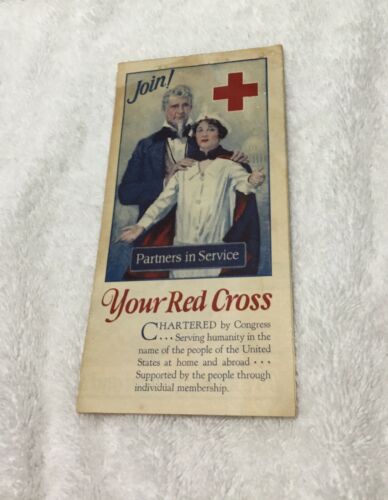 Join!
Partners in Service
Your Red Cross
CHARTERED by Congress
... Serving humanity in the
name of the people of the United
States at home and abroad ...
Supported by the people through
individual membership.